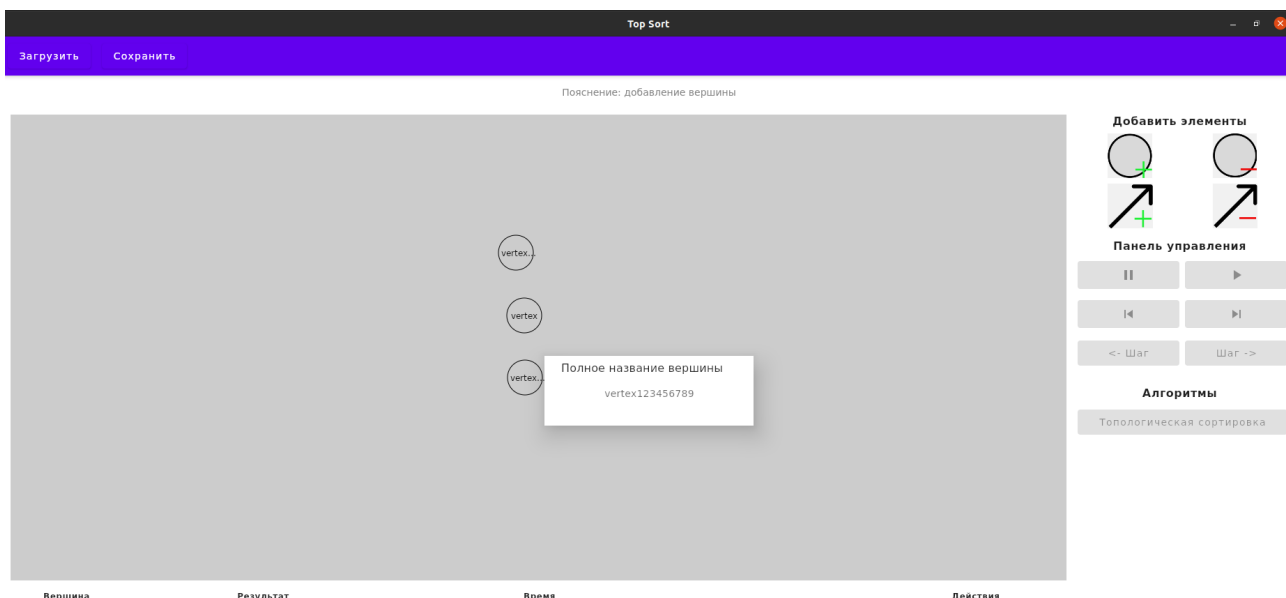 Top Sort
Загрузить Сохранить
Пояснение: добавление вершины
Добавить элементы
vertex...
vertex
vertex...
Полное название вершины
vertex123456789
Панель управления
<- Шаг Шаг ->
Алгоритмы
Топологическая сортировка
Вершина Результат Время Действия